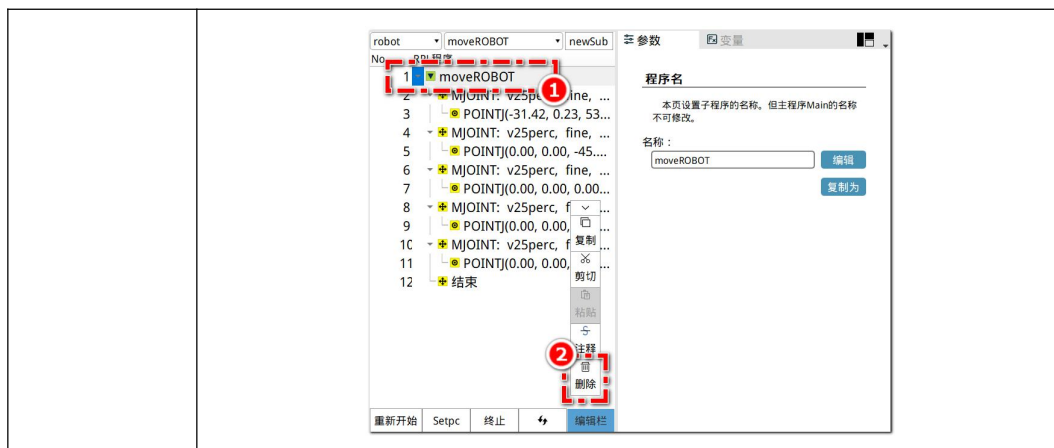 robot moveROBOT newSub
参数 变量
No. RPL程序
1 moveROBOT
1
2 MJOINT: v25pe ine, ...
3 POINTJ(-31.42, 0.23, 53...
4 MJOINT: v25perc, fine, ...
5 POINTJ(0.00, 0.00, -45....
6 MJOINT: v25perc, fine, ...
7 POINTJ(0.00, 0.00, 0.00...
8 MJOINT: v25perc, f ...
9 POINTJ(0.00, 0.00, ...
10 MJOINT: v25perc, f ...
11 POINTJ(0.00, 0.00, ...
12 结束
复制
剪切
粘贴
注释
2
删除
重新开始 Setpc 终止 编辑栏
程序名
本页设置子程序的名称。但主程序Main的名称
不可修改。
名称：
moveROBOT 编辑
复制为